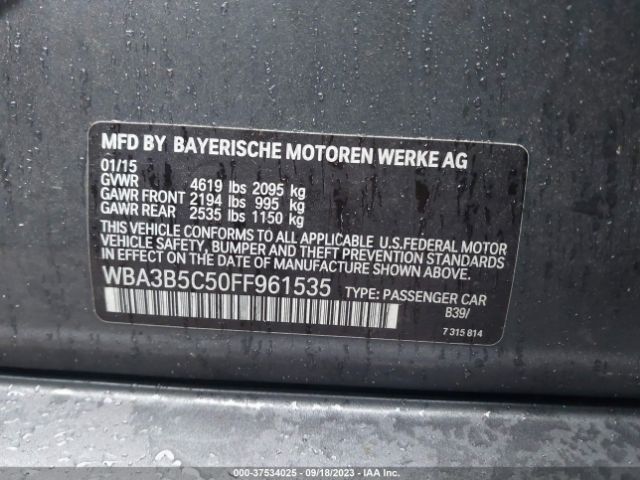 MFD BY BAYERISCHE MOTOREN WERKE AG
01/15
GVWR 4619 lbs 2095 kg
GAWR FRONT 2194 lbs 995 kg
GAWR REAR 2535 lbs 1150 kg
THIS VEHICLE CONFORMS TO ALL APPLICABLE U.S.FEDERAL MOTOR
VEHICLE SAFETY, BUMPER AND THEFT PREVENTION STANDARDS
IN EFFECT ON THE DATE OF MANUFACTURE SHOWN ABOVE.
WBA3B5C50FF961535 TYPE: PASSENGER CAR
B39/
7 315 814
000-37534025 - 09/18/2023 - IAA Inc.